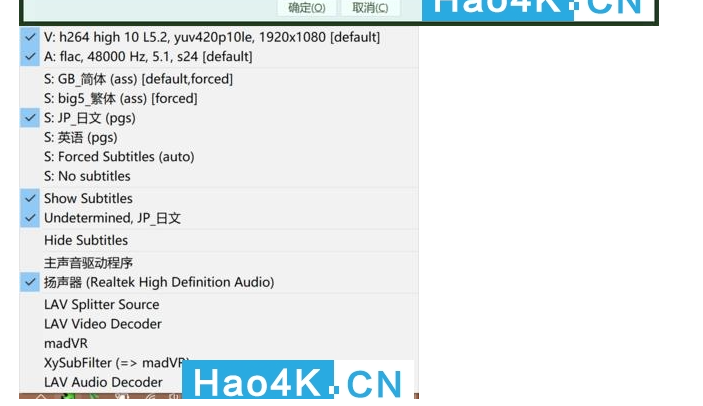 确定(O) 取消(C)
Hao4K.CN
V: h264 high 10 L5.2, yuv420p10le, 1920x1080 [default]
A: flac, 48000 Hz, 5.1, s24 [default]
S: GB_简体 (ass) [default,forced]
S: big5_繁体 (ass) [forced]
S: JP_日文 (pgs)
S: 英语 (pgs)
S: Forced Subtitles (auto)
S: No subtitles
Show Subtitles
Undetermined, JP_日文
Hide Subtitles
主声音驱动程序
扬声器 (Realtek High Definition Audio)
LAV Splitter Source
LAV Video Decoder
madVR
XySubFilter (=> madVR)
LAV Audio Decoder
Hao4K.CN